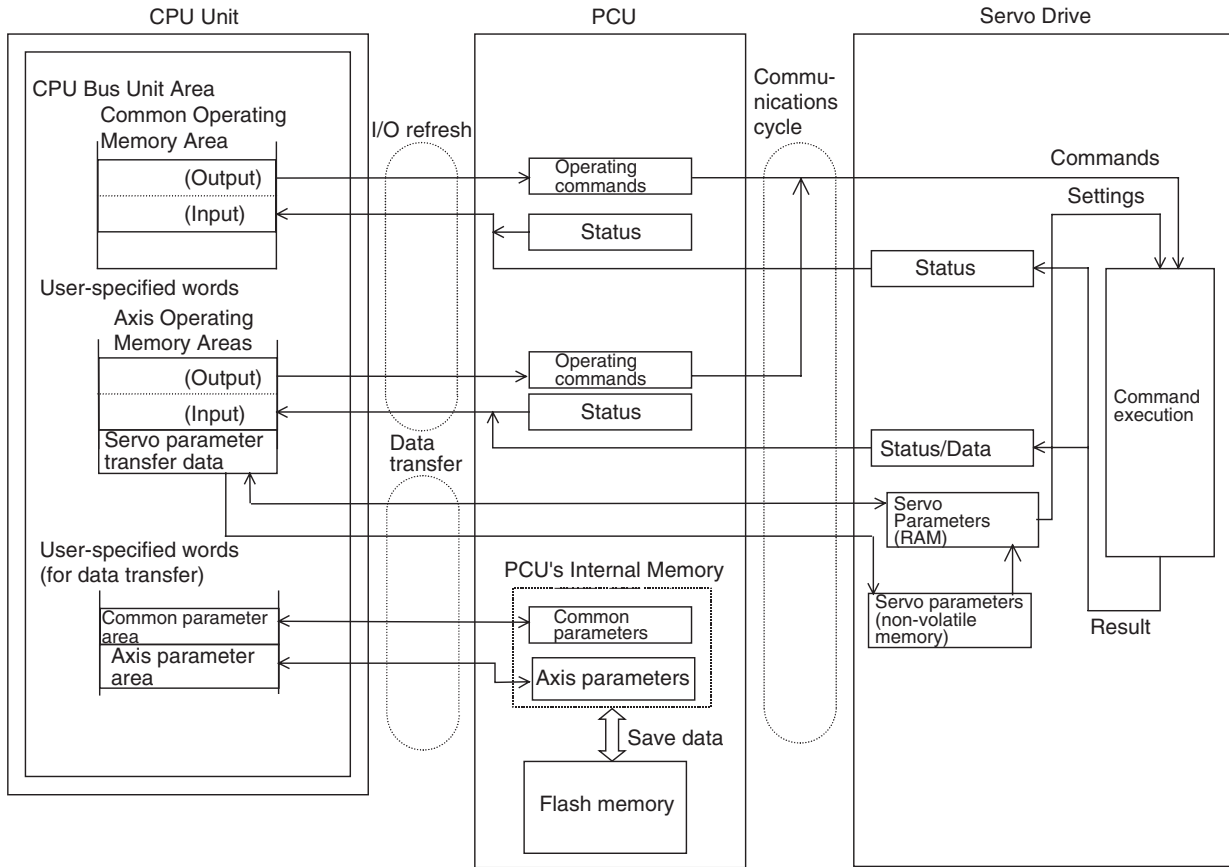 CPU Unit
PCU
Servo Drive
CPU Bus Unit Area
Common Operating
Memory Area
(Output)
(Input)
User-specified words
Axis Operating
Memory Areas
(Output)
(Input)
Servo parameter
transfer data
User-specified words
(for data transfer)
Common parameter
area
Axis parameter
area
I/O refresh
Data
transfer
Operating
commands
Status
Operating
commands
Status
PCU's Internal Memory
Common
parameters
Axis parameters
Save data
Flash memory
Commu-
nications
cycle
Commands
Settings
Status
Status/Data
Servo
Parameters
(RAM)
Servo parameters
(non-volatile
memory)
Command
execution
Result